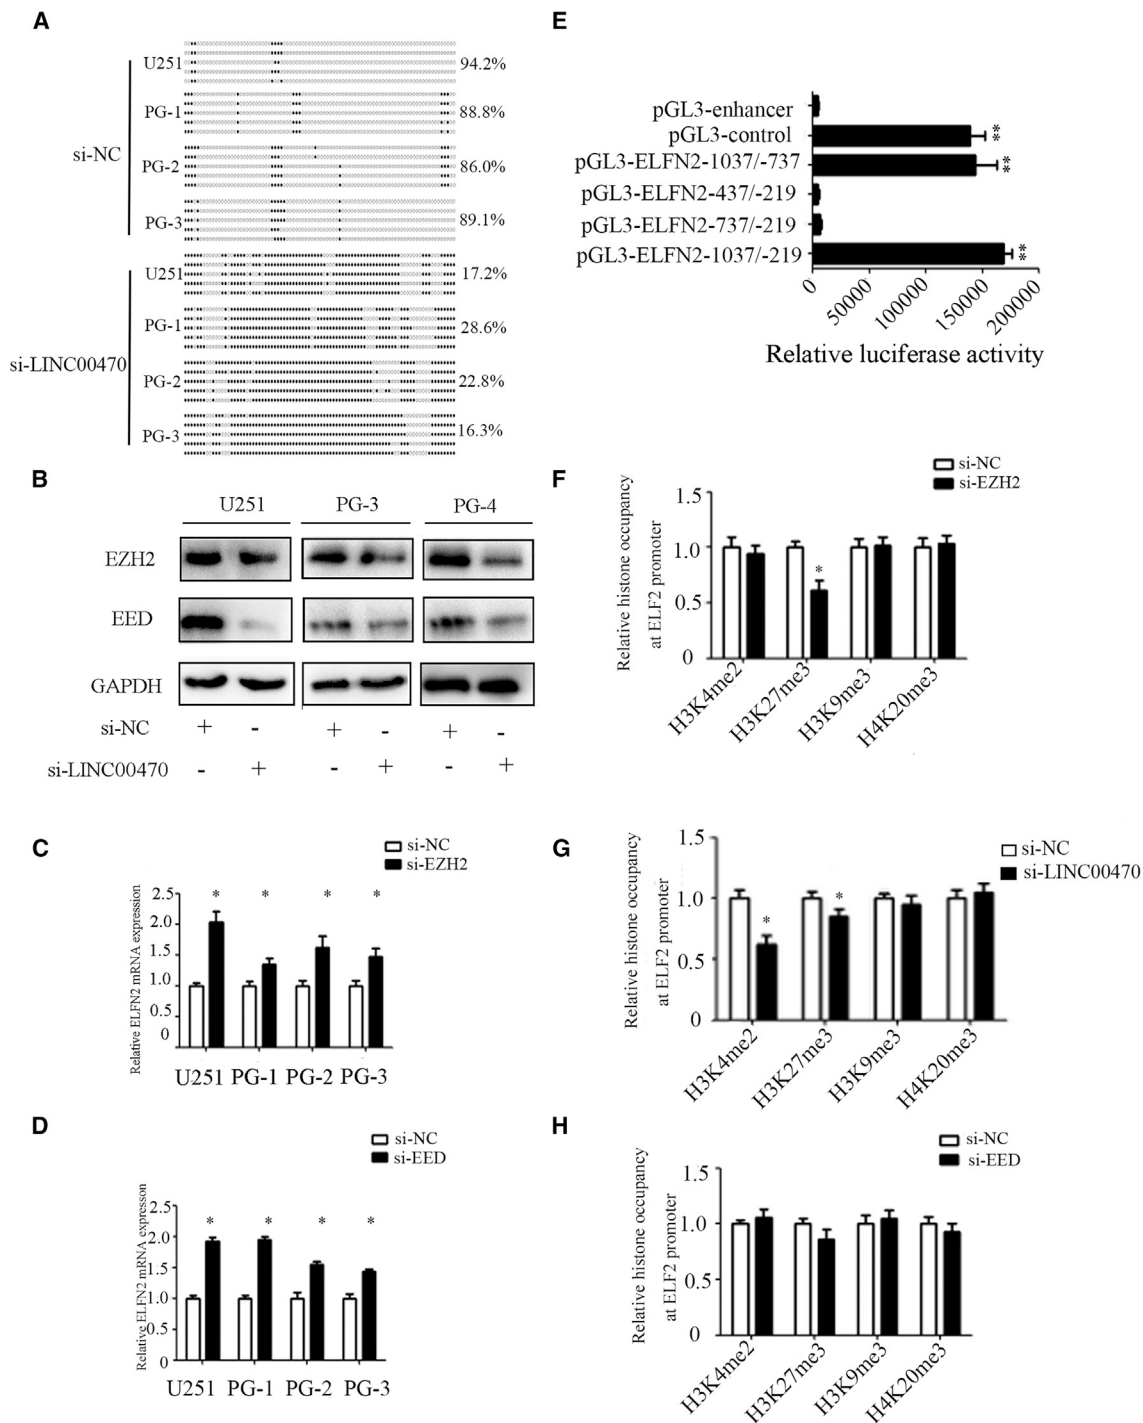 A
si-NC
U251
94.2%
PG-1
88.8%
PG-2
86.0%
PG-3
89.1%
si-LINC00470
U251
17.2%
PG-1
28.6%
PG-2
22.8%
PG-3
16.3%
B
U251 PG-3 PG-4
EZH2
EED
GAPDH
si-NC + - + - + -
si-LINC00470 - + - + - +
C
si-NC
si-EZH2
Relative ELFN2 mRNA expression
2.5
2.0
1.5
1.0
0.5
0
* * * *
U251 PG-1 PG-2 PG-3
D
si-NC
si-EED
Relative ELFN2 mRNA expresson
2.5
2.0
1.5
1.0
0.5
0
* * * *
U251 PG-1 PG-2 PG-3
E
pGL3-enhancer
pGL3-control **
pGL3-ELFN2-1037/-737 **
pGL3-ELFN2-437/-219
pGL3-ELFN2-737/-219
pGL3-ELFN2-1037/-219 **
0 50000 100000 150000 200000
Relative luciferase activity
F
si-NC
si-EZH2
Relative histone occupancy
at ELF2 promoter
1.5
1.0
0.5
0
*
H3K4me2 H3K27me3 H3K9me3 H4K20me3
G
si-NC
si-LINC00470
Relative histone occupancy
at ELF2 promoter
1.5
1.0
0.5
0
* *
H3K4me2 H3K27me3 H3K9me3 H4K20me3
H
si-NC
si-EED
Relative histone occupancy
at ELF2 promoter
1.5
1.0
1.5
0
H3K4me2 H3K27me3 H3K9me3 H4K20me3